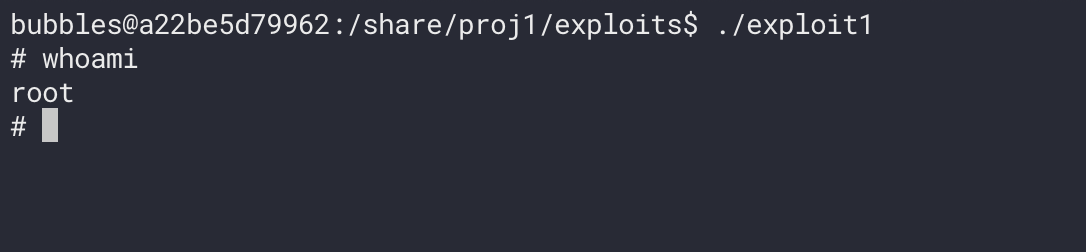 bubbles@a22be5d79962:/share/proj1/exploits$ ./exploit1
# whoami
root
#